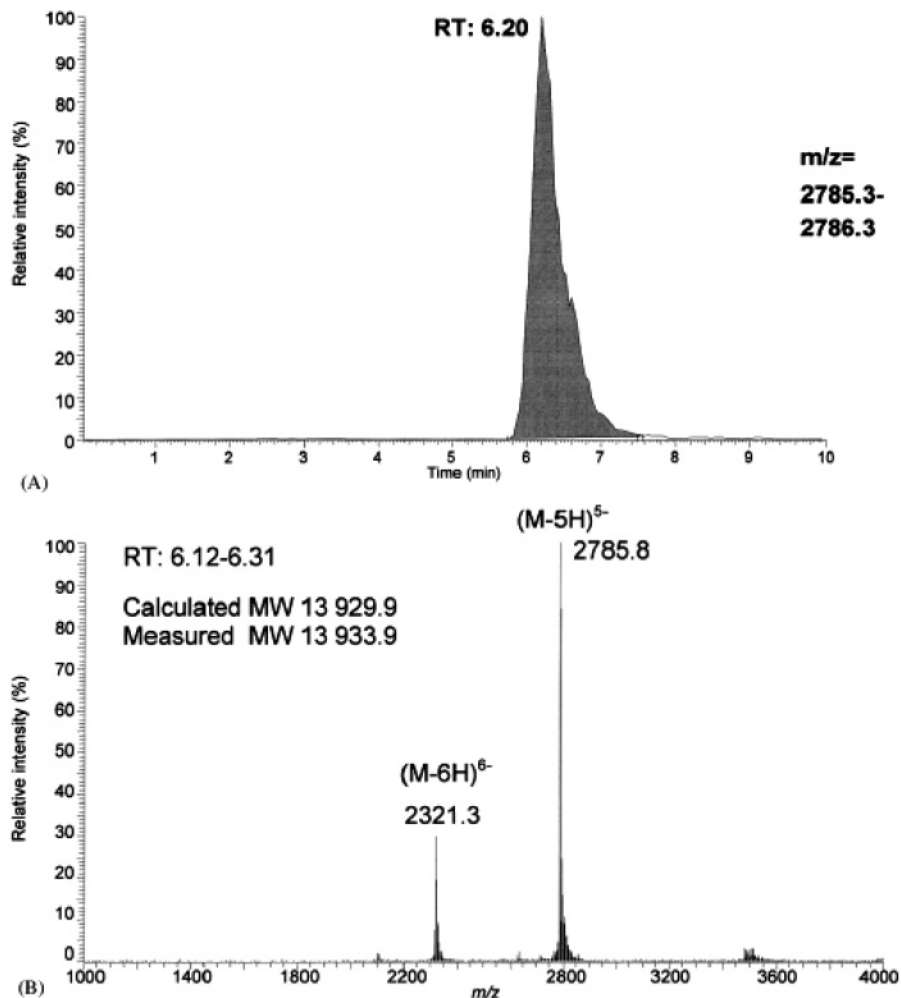 RT: 6.20
m/z=
2785.3-
2786.3
Relative intensity (%)
100
90
80
70
60
50
40
30
20
10
0
1 2 3 4 5 6 7 8 9 10
Time (min)
(A)
(M-5H)5-
2785.8
RT: 6.12-6.31
Calculated MW 13 929.9
Measured MW 13 933.9
(M-6H)6-
2321.3
Relative intensity (%)
100
90
80
70
60
50
40
30
20
10
0
1000 1400 1800 2200 2800 3200 3600 4000
m/z
(B)